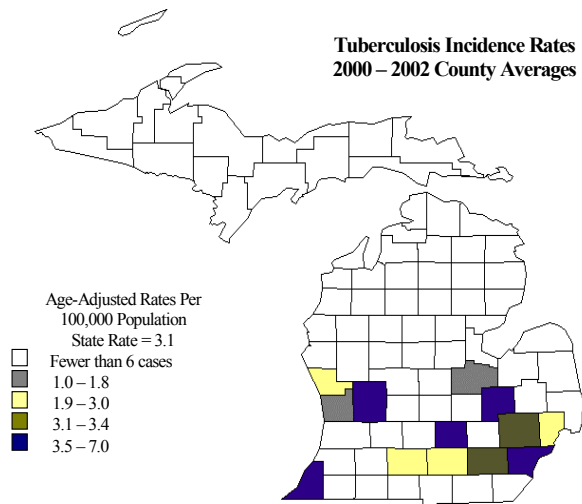 Tuberculosis Incidence Rates
2000 – 2002 County Averages
Age-Adjusted Rates Per
100,000 Population
State Rate = 3.1
Fewer than 6 cases
1.0 – 1.8
1.9 – 3.0
3.1 – 3.4
3.5 – 7.0